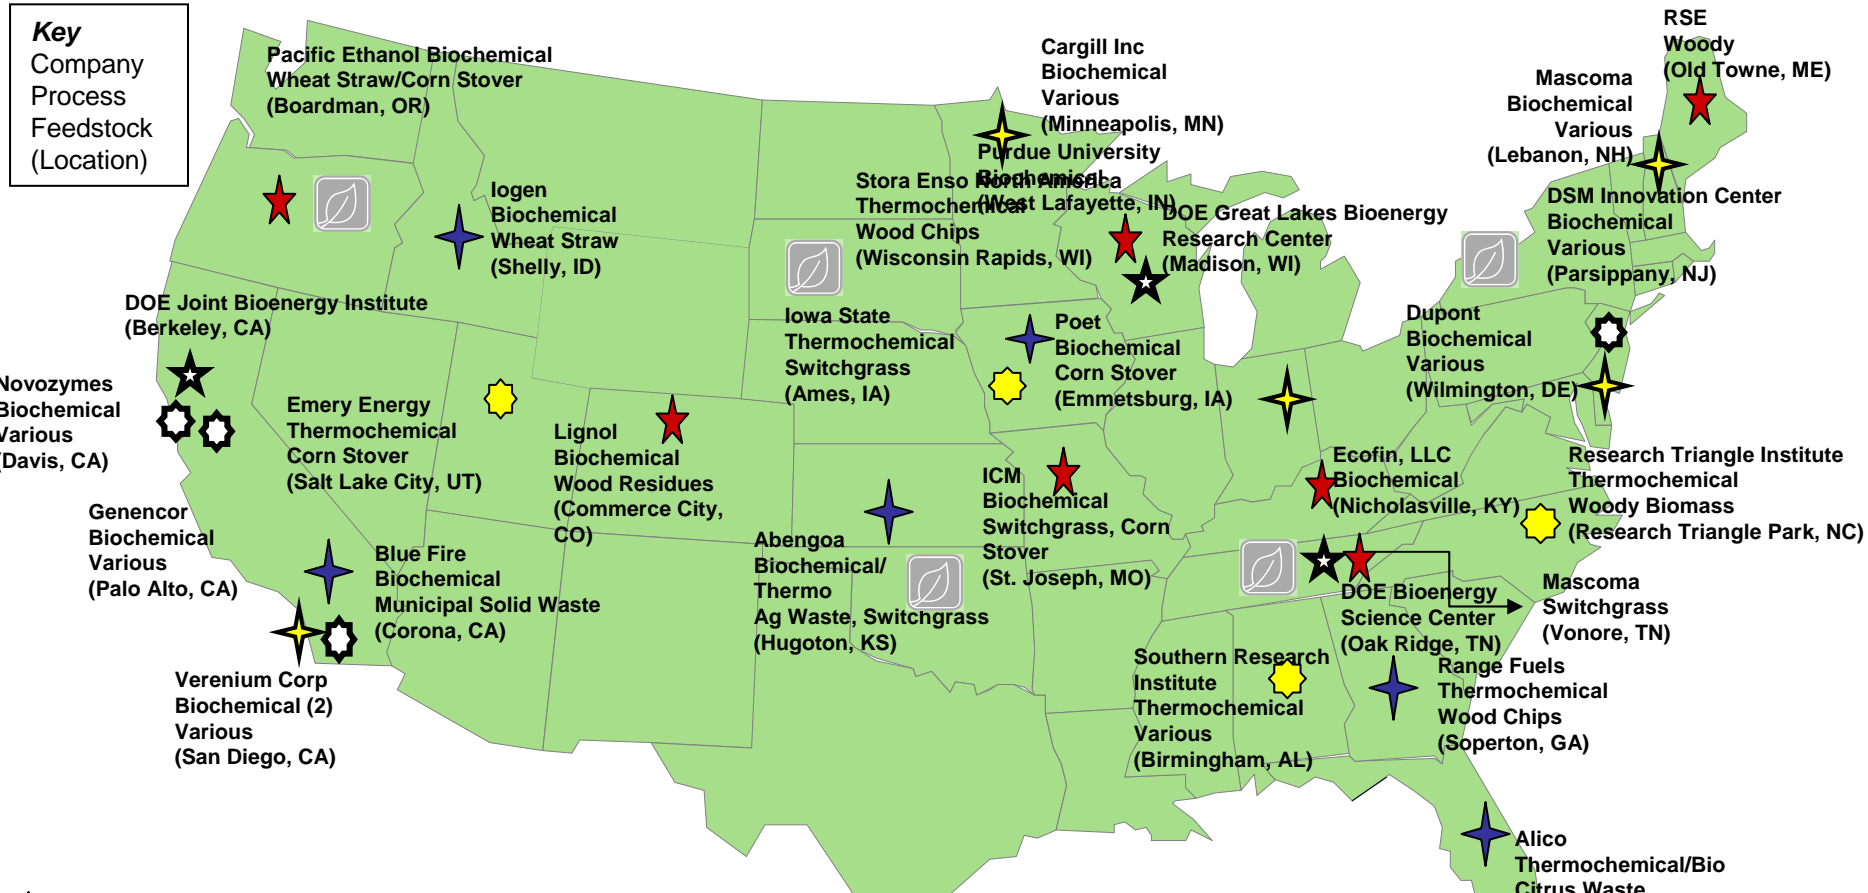 Key
Company
Process
Feedstock
(Location)
Pacific Ethanol Biochemical
Wheat Straw/Corn Stover
(Boardman, OR)
Iogen
Biochemical
Wheat Straw
(Shelly, ID)
Cargill Inc
Biochemical
Various
(Minneapolis, MN)
Purdue University
Biochemical
(West Lafayette, IN)
Stora Enso North America
Thermochemical
Wood Chips
(Wisconsin Rapids, WI)
DOE Great Lakes Bioenergy
Research Center
(Madison, WI)
RSE
Woody
(Old Towne, ME)
Mascoma
Biochemical
Various
(Lebanon, NH)
DSM Innovation Center
Biochemical
Various
(Parsippany, NJ)
Dupont
Biochemical
Various
(Wilmington, DE)
DOE Joint Bioenergy Institute
(Berkeley, CA)
Novozymes
Biochemical
Various
(Davis, CA)
Genencor
Biochemical
Various
(Palo Alto, CA)
Emery Energy
Thermochemical
Corn Stover
(Salt Lake City, UT)
Lignol
Biochemical
Wood Residues
(Commerce City,
CO)
Iowa State
Thermochemical
Switchgrass
(Ames, IA)
Poet
Biochemical
Corn Stover
(Emmetsburg, IA)
ICM
Biochemical
Switchgrass, Corn
Stover
(St. Joseph, MO)
Ecofin, LLC
Biochemical
(Nicholasville, KY)
Research Triangle Institute
Thermochemical
Woody Biomass
(Research Triangle Park, NC)
Blue Fire
Biochemical
Municipal Solid Waste
(Corona, CA)
Verenium Corp
Biochemical (2)
Various
(San Diego, CA)
Abengoa
Biochemical/
Thermo
Ag Waste, Switchgrass
(Hugoton, KS)
DOE Bioenergy
Science Center
(Oak Ridge, TN)
Mascoma
Switchgrass
(Vonore, TN)
Southern Research
Institute
Thermochemical
Various
(Birmingham, AL)
Range Fuels
Thermochemical
Wood Chips
(Soperton, GA)
Alico
Thermochemical/Bio
Citrus Waste